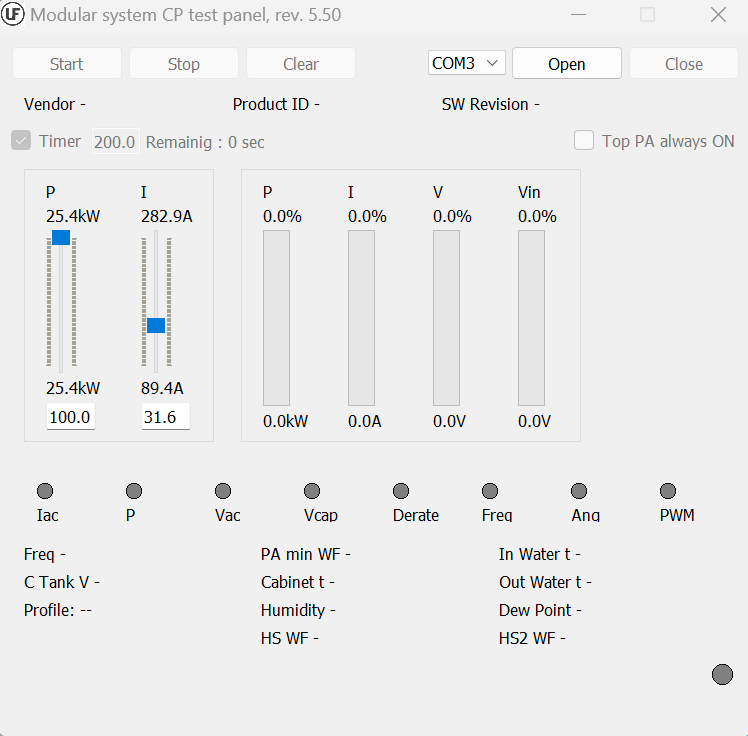 UF Modular system CP test panel, rev. 5.50
Start Stop Clear COM3 Open Close
Vendor - Product ID - SW Revision -
Timer 200.0 Remainig : 0 sec Top PA always ON
P I P I V Vin
25.4kW 282.9A 0.0% 0.0% 0.0% 0.0%
25.4kW 89.4A 0.0kW 0.0A 0.0V 0.0V
100.0 31.6
Iac P Vac Vcap Derate Freq Ang PWM
Freq - PA min WF - In Water t -
C Tank V - Cabinet t - Out Water t -
Profile: -- Humidity - Dew Point -
HS WF - HS2 WF -